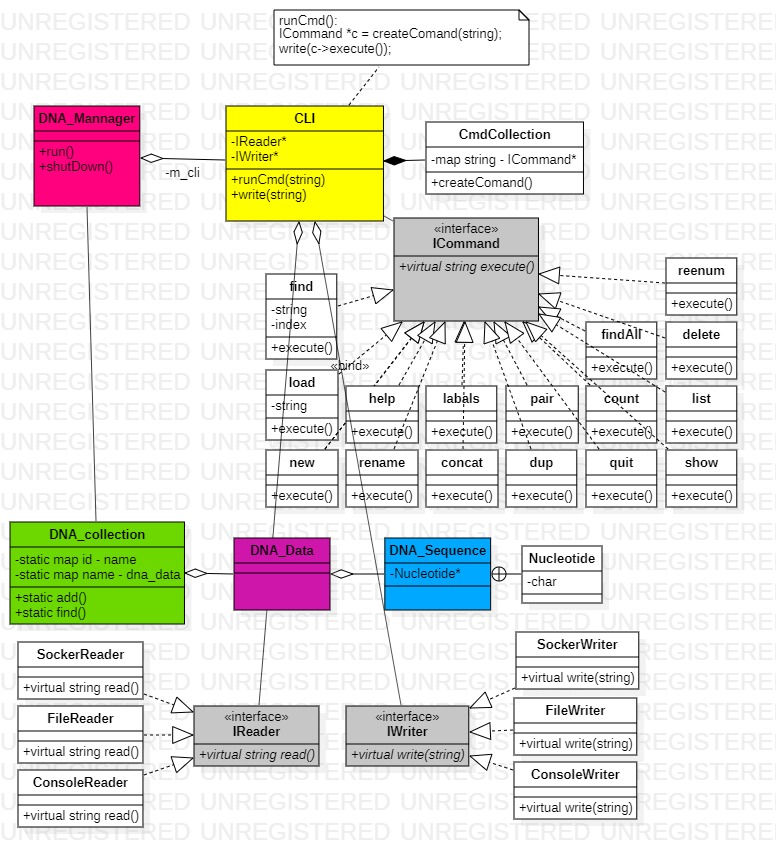 runCmd():
ICommand *c = createComand(string);
write(c->execute());
DNA_Mannager
+run()
+shutDown()
-m_cli
CLI
-IReader*
-IWriter*
+runCmd(string)
+write(string)
CmdCollection
-map string - ICommand*
+createComand()
«interface»
ICommand
+virtual string execute()
reenum
+execute()
find
-string
-index
+execute()
findAll
+execute()
delete
+execute()
«bind»
load
-string
+execute()
help
+execute()
labals
+execute()
pair
+execute()
count
+execute()
list
+execute()
new
+execute()
rename
+execute()
concat
+execute()
dup
+execute()
quit
+execute()
show
+execute()
DNA_collection
-static map id - name
-static map name - dna_data
+static add()
+static find()
DNA_Data
DNA_Sequence
-Nucleotide*
Nucleotide
-char
SockerReader
+virtual string read()
FileReader
+virtual string read()
ConsoleReader
+virtual string read()
«interface»
IReader
+virtual string read()
«interface»
IWriter
+virtual write(string)
SockerWriter
+virtual write(string)
FileWriter
+virtual write(string)
ConsoleWriter
+virtual write(string)
UNREGISTERED